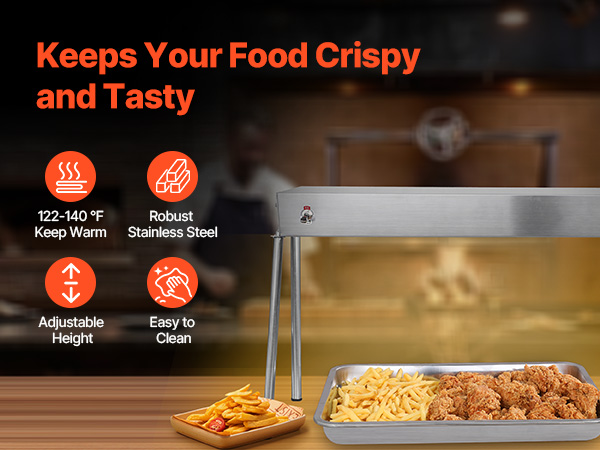 Keeps Your Food Crispy
and Tasty
122-140 °F
Keep Warm
Robust
Stainless Steel
Adjustable
Height
Easy to
Clean